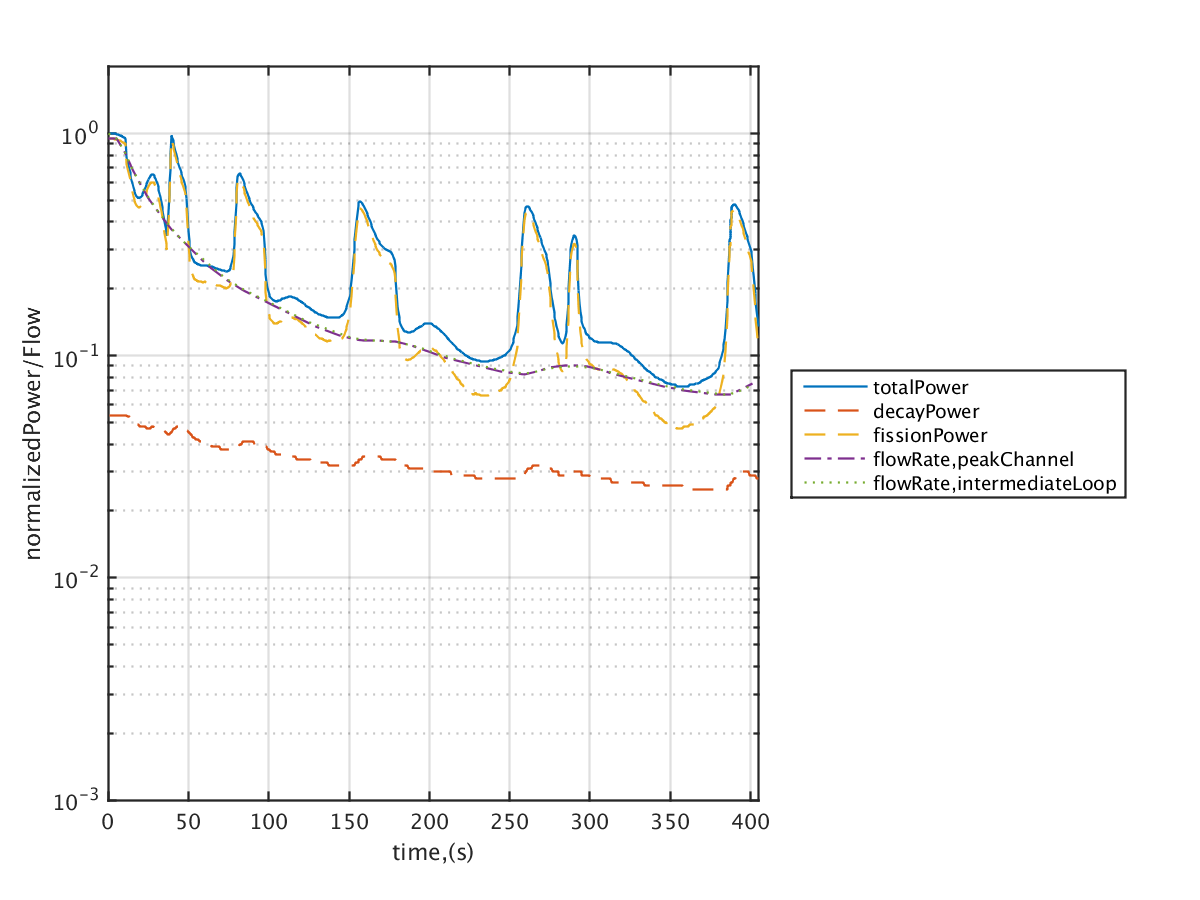 normalizedPower/Flow
10^0
10^-1
10^-2
10^-3
0 50 100 150 200 250 300 350 400
time,(s)
totalPower
decayPower
fissionPower
flowRate,peakChannel
flowRate,intermediateLoop